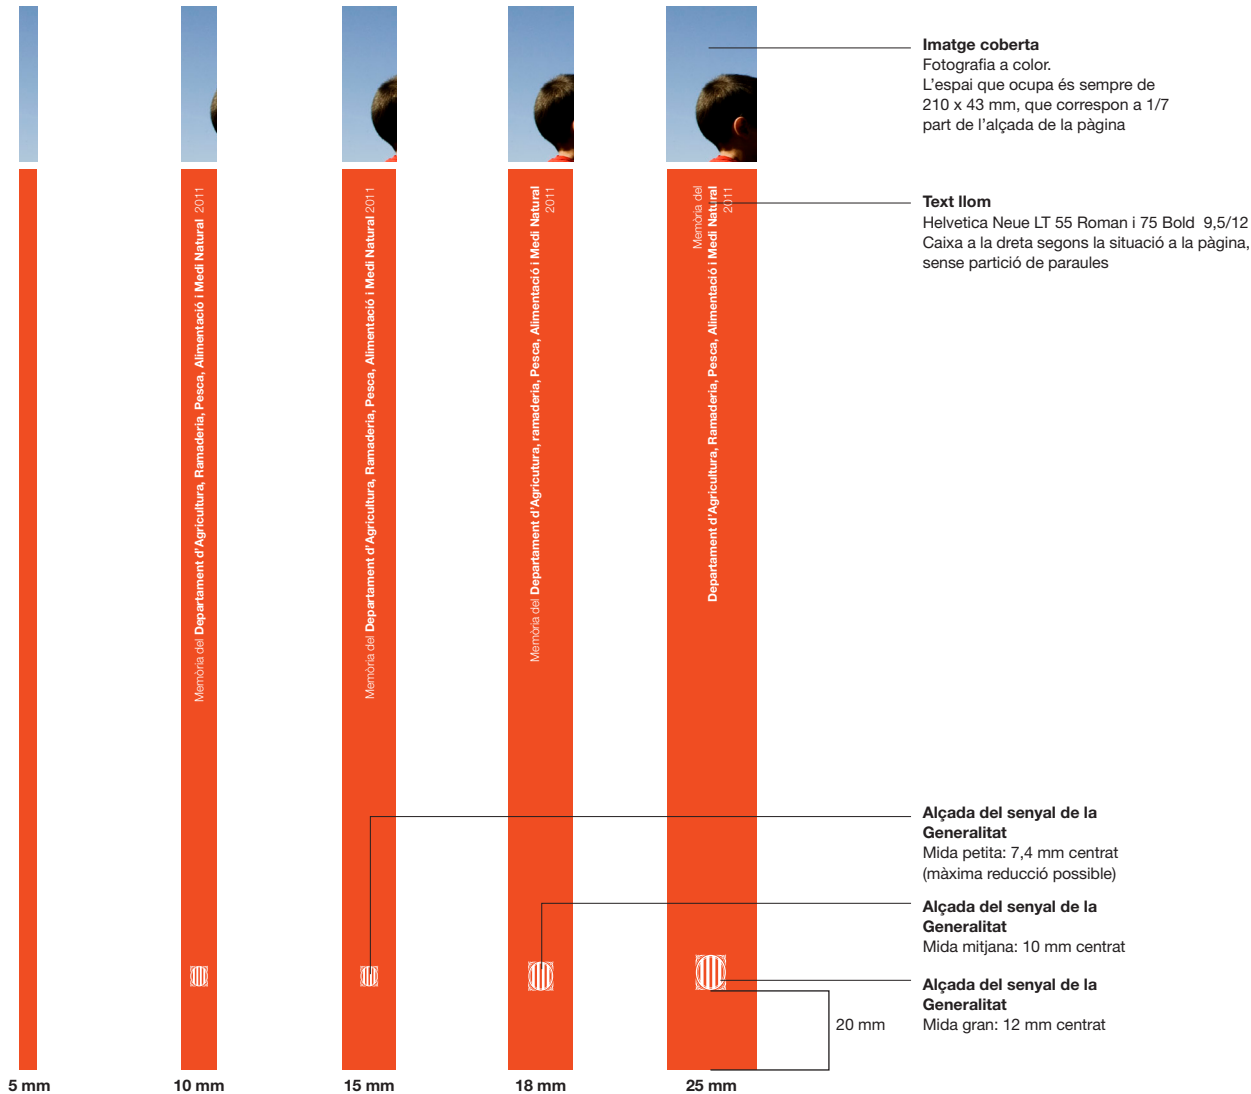 Imatge coberta
Fotografia a color.
L’espai que ocupa és sempre de
210 x 43 mm, que correspon a 1/7
part de l’alçada de la pàgina
Memòria del Departament d’Agricultura, Ramaderia, Pesca, Alimentació i Medi Natural 2011
Memòria del Departament d’Agricultura, Ramaderia, Pesca, Alimentació i Medi Natural 2011
Memòria del Departament d’Agricutura, ramaderia, Pesca, Alimentació i Medi Natural
2011
Memòria del
Departament d’Agricultura, Ramaderia, Pesca, Alimentació i Medi Natural
2011
Text llom
Helvetica Neue LT 55 Roman i 75 Bold 9,5/12
Caixa a la dreta segons la situació a la pàgina,
sense partició de paraules
Alçada del senyal de la
Generalitat
Mida petita: 7,4 mm centrat
(màxima reducció possible)
Alçada del senyal de la
Generalitat
Mida mitjana: 10 mm centrat
Alçada del senyal de la
Generalitat
Mida gran: 12 mm centrat
20 mm
5 mm
10 mm
15 mm
18 mm
25 mm